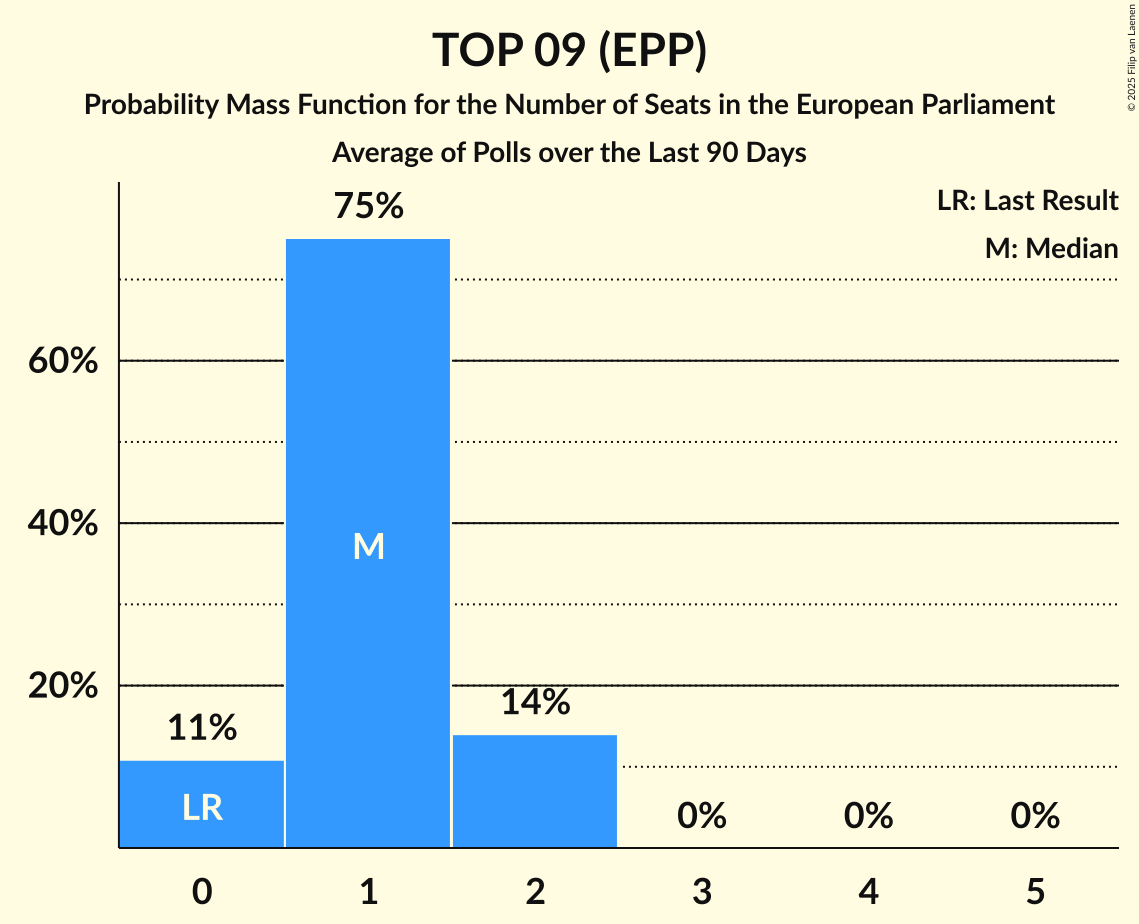 TOP 09 (EPP)
Probability Mass Function for the Number of Seats in the European Parliament
Average of Polls over the Last 90 Days
© 2025 Filip van Laenen
LR: Last Result
M: Median
75%
60%
40%
20%
M
11%
14%
LR
0%
0%
0%
0
1
2
3
4
5